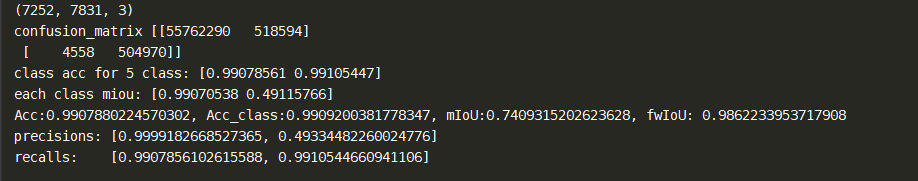 (7252, 7831, 3)
confusion_matrix [[55762290   518594]
 [    4558   504970]]
class acc for 5 class: [0.99078561 0.99105447]
each class miou: [0.99070538 0.49115766]
Acc:0.9907880224570302, Acc_class:0.9909200381778347, mIoU:0.7409315202623628, fwIoU: 0.9862233953717908
precisions: [0.9999182668527365, 0.49334482260024776]
recalls:    [0.9907856102615588, 0.9910544660941106]